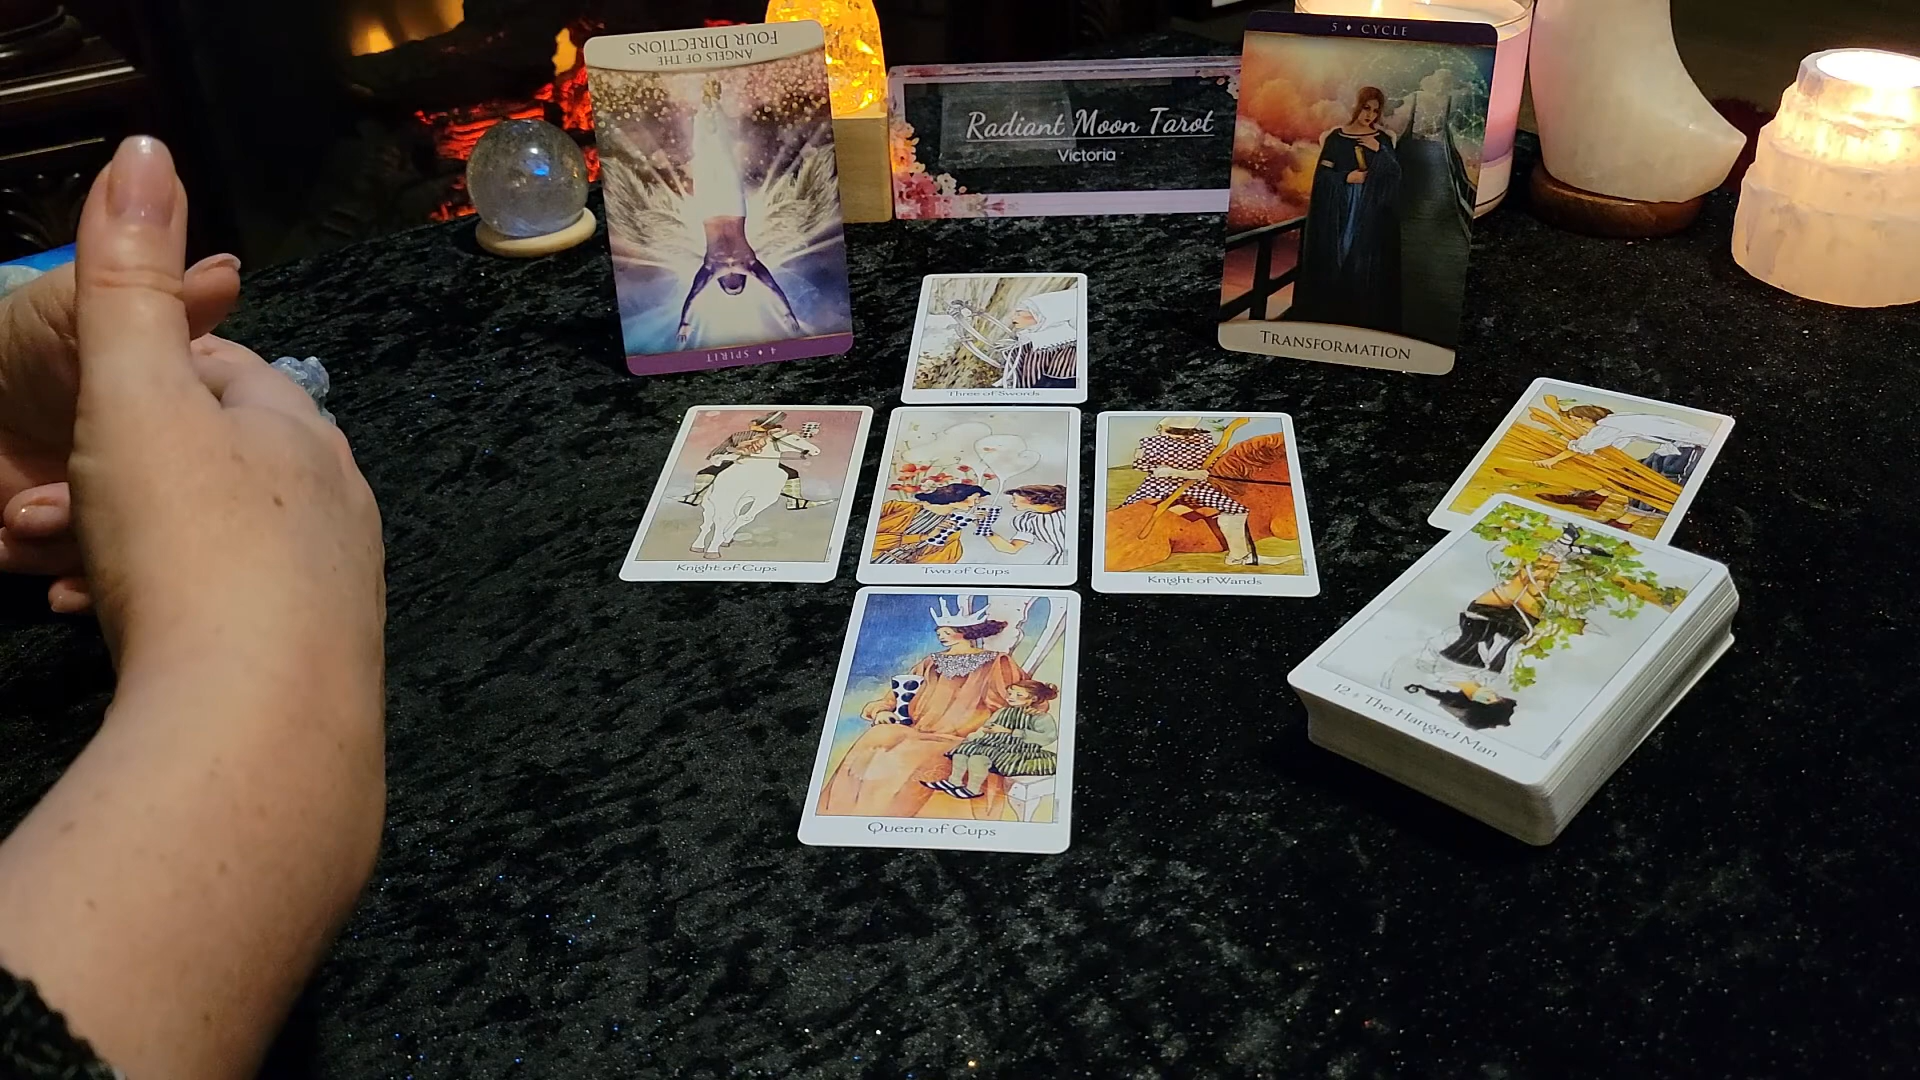 ANGELS OF THE
FOUR DIRECTIONS
4 ♦ SPIRIT
Radiant Moon Tarot
Victoria
5 ♦ CYCLE
TRANSFORMATION
Three of Swords
Knight of Cups
Two of Cups
Knight of Wands
Queen of Cups
12 • The Hanged Man